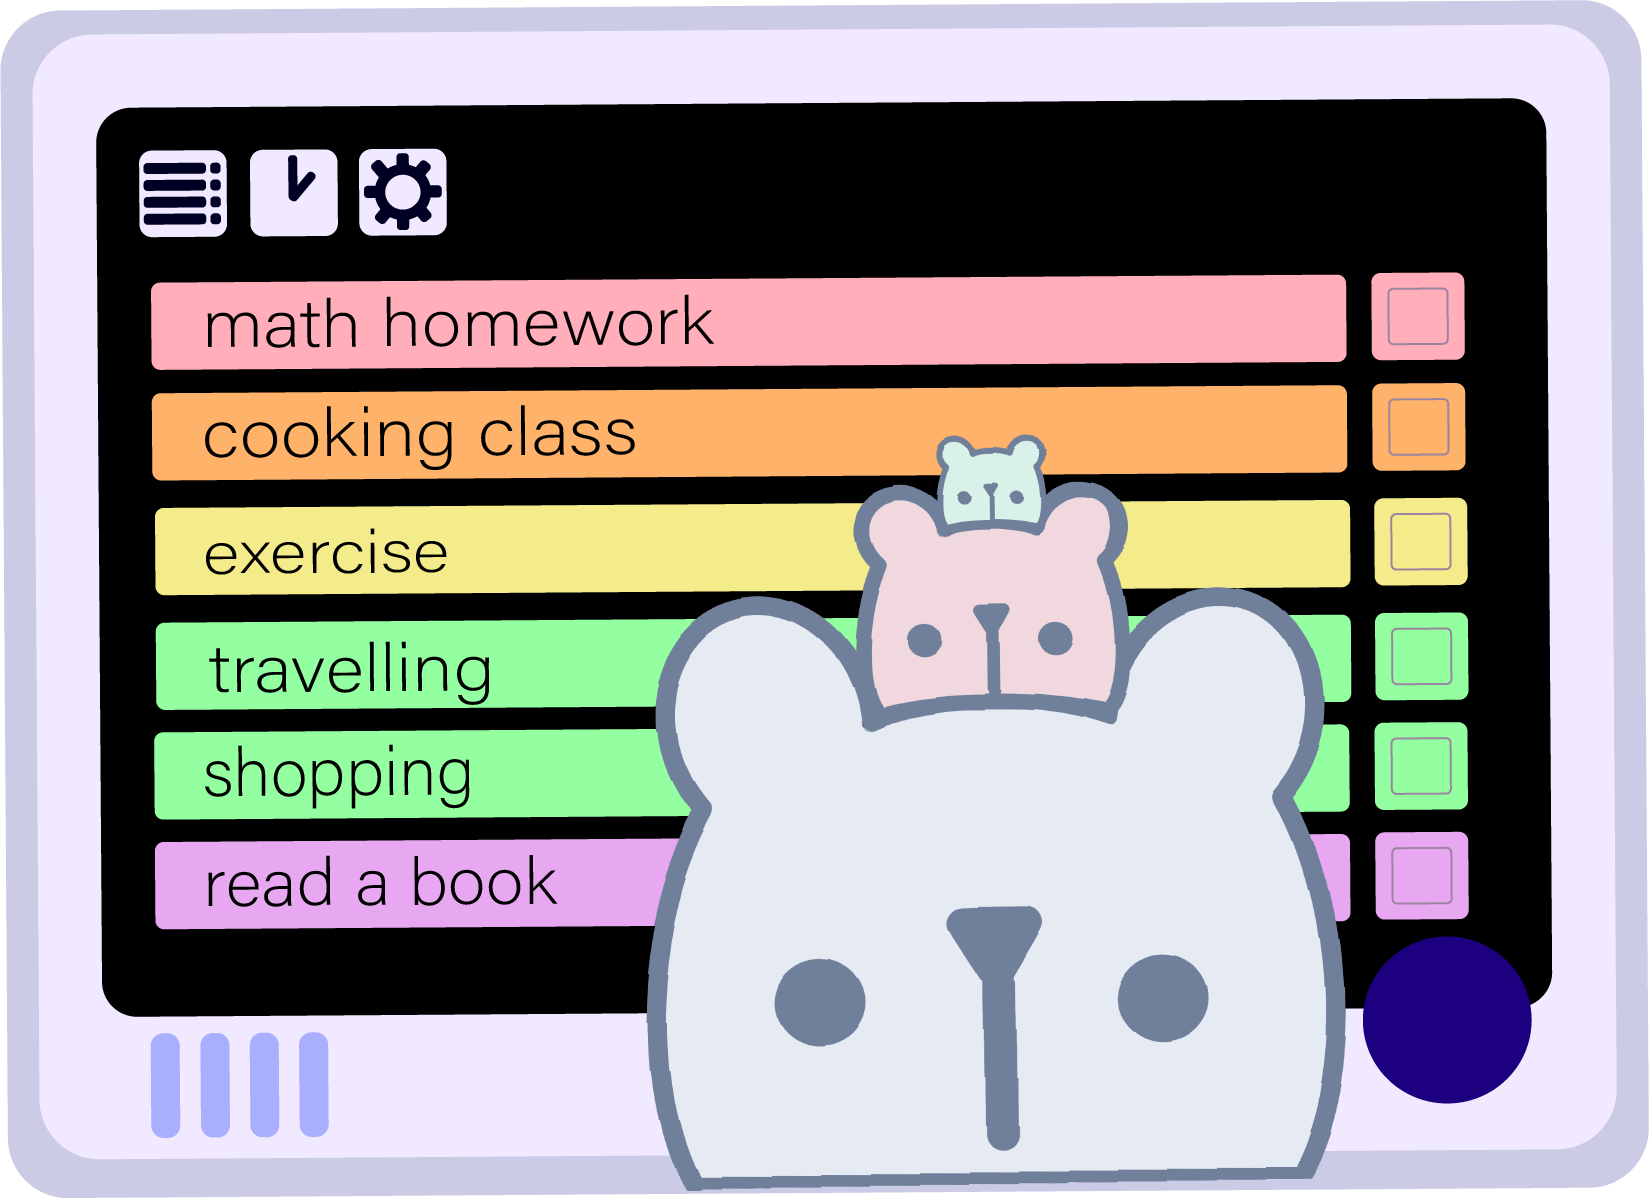 math homework
cooking class
exercise
travelling
shopping
read a book